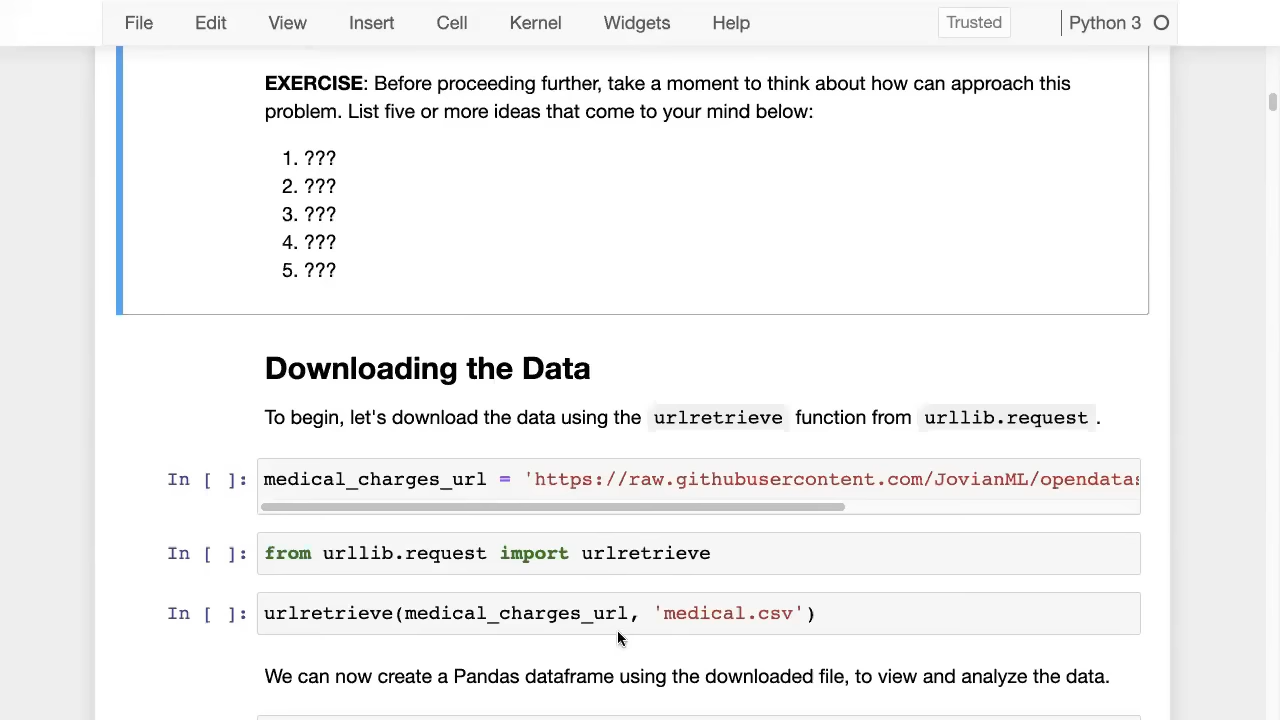 File Edit View Insert Cell Kernel Widgets Help Trusted Python 3
EXERCISE: Before proceeding further, take a moment to think about how can approach this
problem. List five or more ideas that come to your mind below:
1. ???
2. ???
3. ???
4. ???
5. ???
Downloading the Data
To begin, let's download the data using the urlretrieve function from urllib.request.
In [ ]: medical_charges_url = 'https://raw.githubusercontent.com/JovianML/opendatas
In [ ]: from urllib.request import urlretrieve
In [ ]: urlretrieve(medical_charges_url, 'medical.csv')
We can now create a Pandas dataframe using the downloaded file, to view and analyze the data.